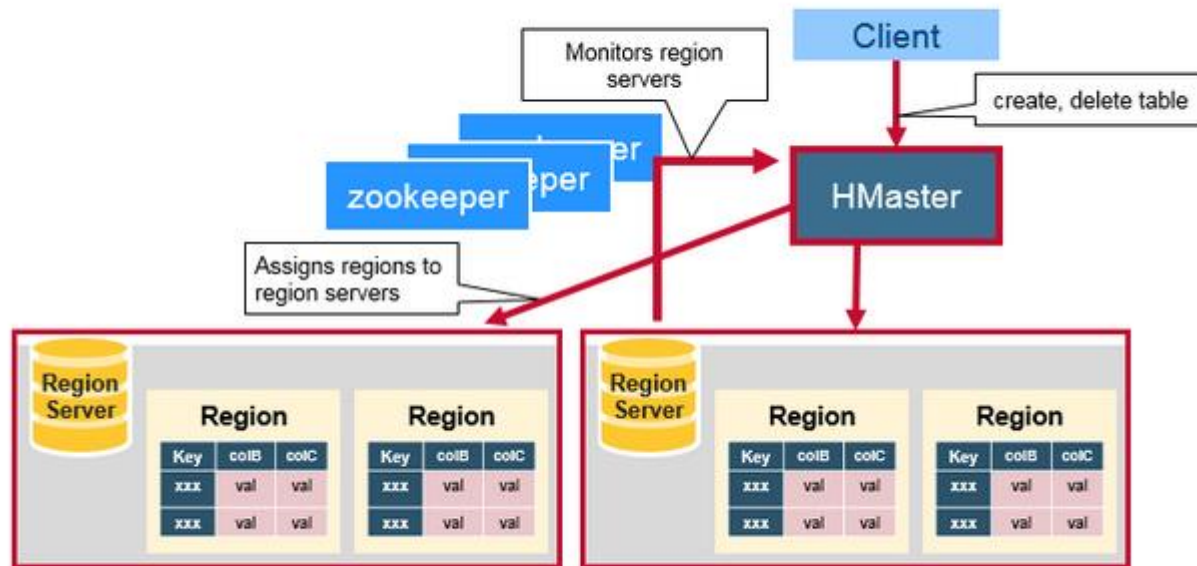 Client
Monitors region
servers
create, delete table
er
eper
zookeeper
HMaster
Assigns regions to
region servers
Region
Server
Region
Key colB colC
xxx val val
xxx val val
Region
Key colB colC
xxx val val
xxx val val
Region
Server
Region
Key colB colC
xxx val val
xxx val val
Region
Key colB colC
xxx val val
xxx val val